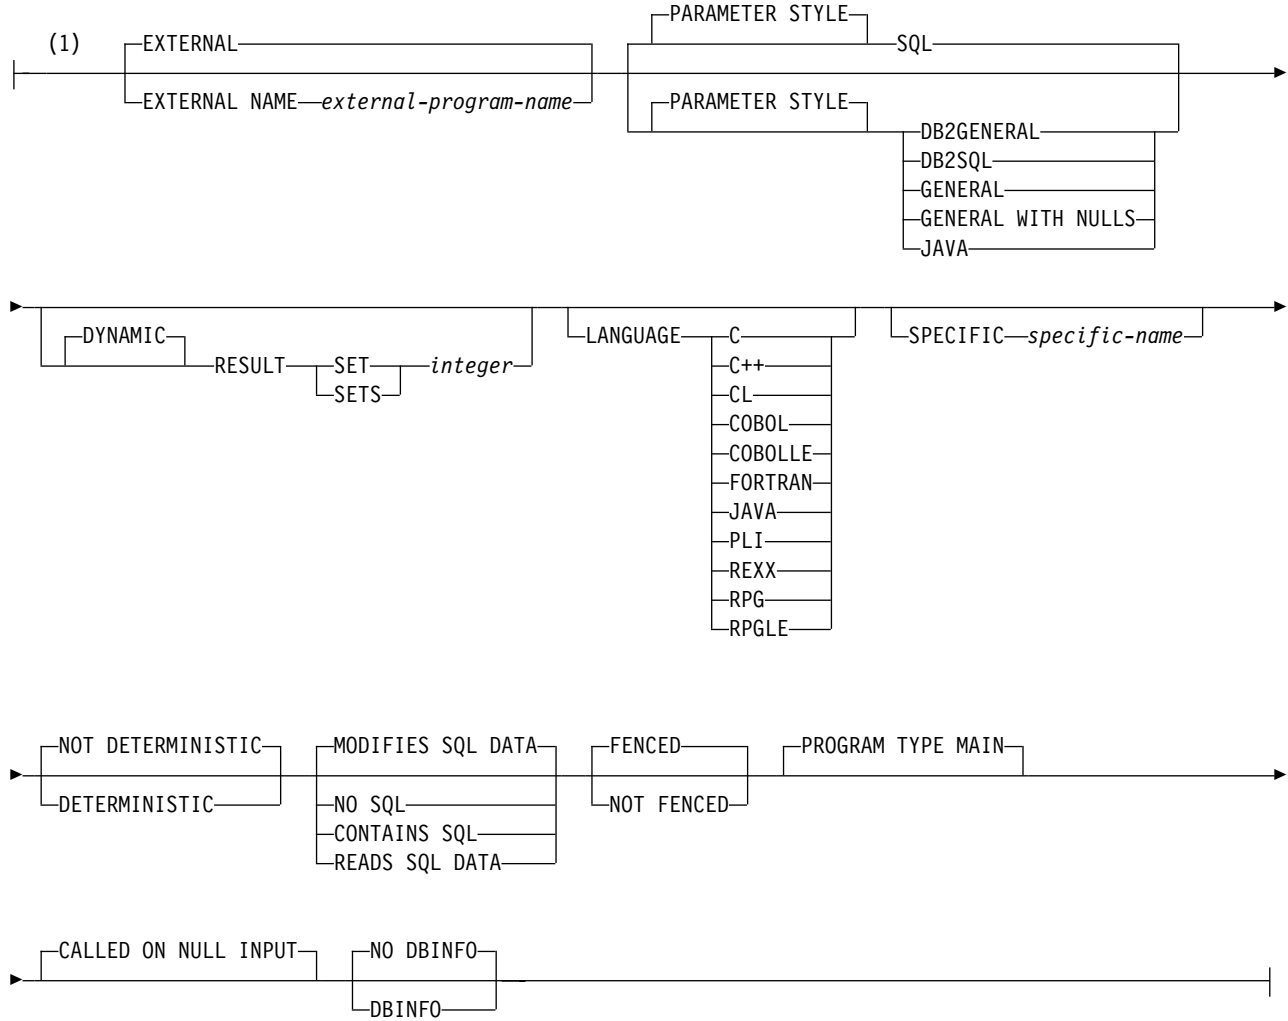 PARAMETER STYLE
(1) EXTERNAL SQL
EXTERNAL NAME external-program-name PARAMETER STYLE
DB2GENERAL
DB2SQL
GENERAL
GENERAL WITH NULLS
JAVA
DYNAMIC LANGUAGE C SPECIFIC specific-name
RESULT SET integer C++
SETS CL
COBOL
COBOLLE
FORTRAN
JAVA
PLI
REXX
RPG
RPGLE
NOT DETERMINISTIC MODIFIES SQL DATA FENCED PROGRAM TYPE MAIN
DETERMINISTIC NO SQL NOT FENCED
CONTAINS SQL
READS SQL DATA
CALLED ON NULL INPUT NO DBINFO
DBINFO